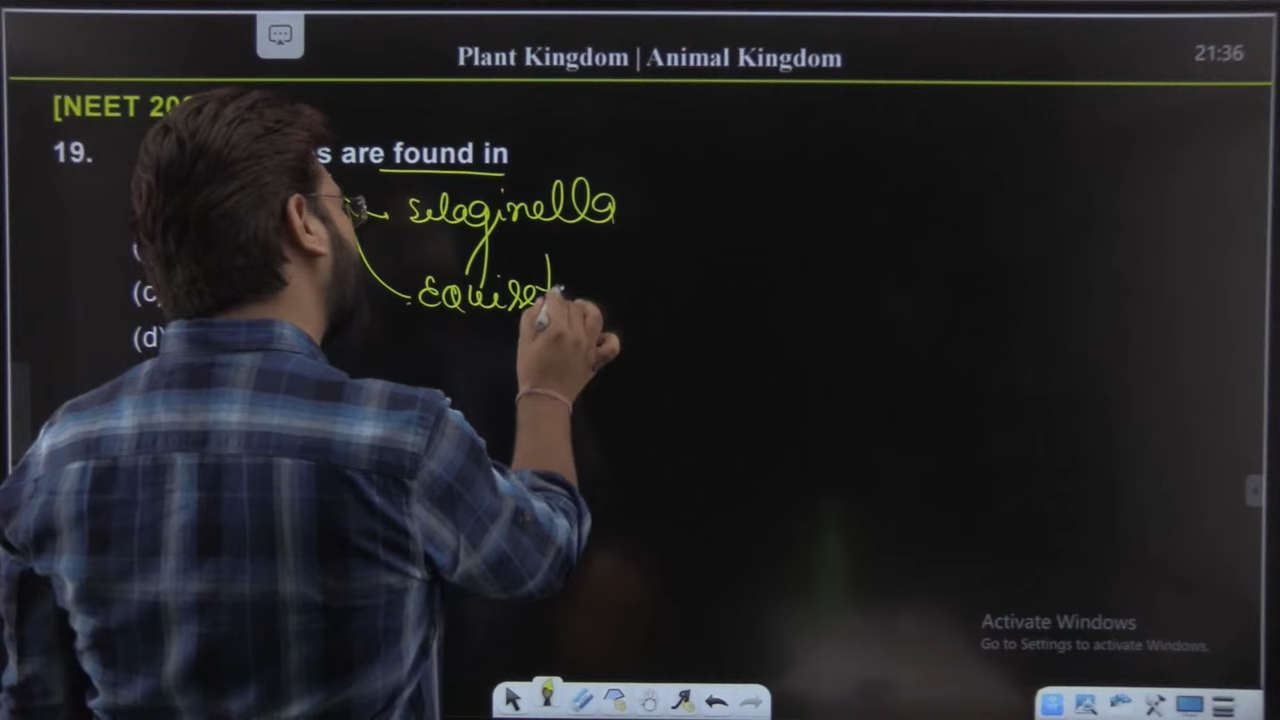 Plant Kingdom | Animal Kingdom
21:36
[NEET 20
19. s are found in
Selaginella
(c)
Equiset
(d)
Activate Windows
Go to Settings to activate Windows.